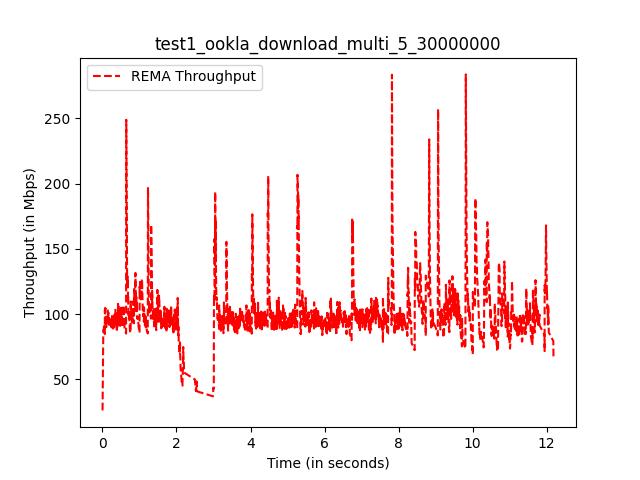 test1_ookla_download_multi_5_30000000
REMA Throughput
Throughput (in Mbps)
250
200
150
100
50
0 2 4 6 8 10 12
Time (in seconds)